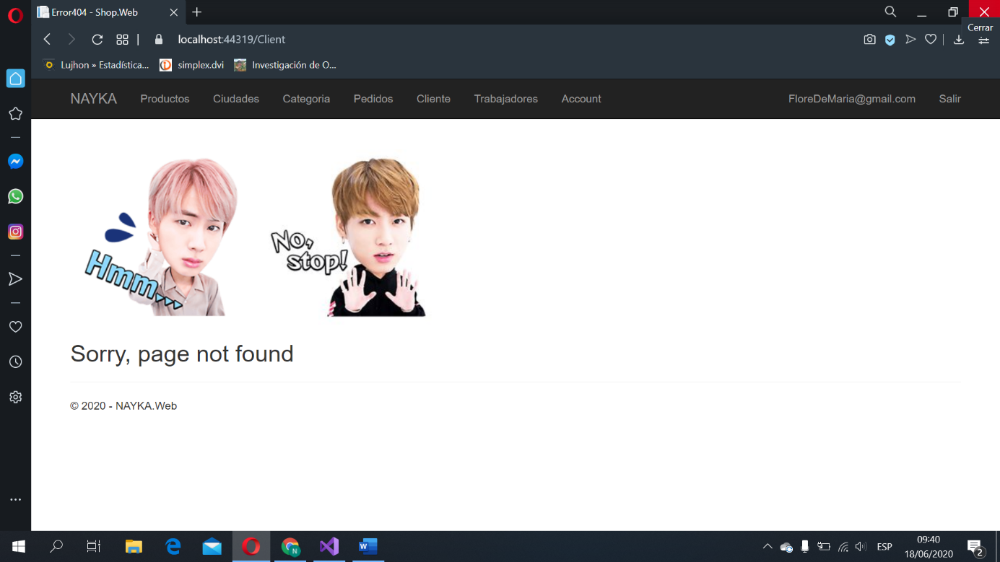 Error404 - Shop.Web
Cerrar
localhost:44319/Client
Lujhon » Estadística...
simplex.dvi
Investigación de O...
NAYKA
Productos
Ciudades
Categoria
Pedidos
Cliente
Trabajadores
Account
FloreDeMaria@gmail.com
Salir
Hmm...
No,
stop!
Sorry, page not found
© 2020 - NAYKA.Web
N
W
ESP
09:40
18/06/2020
2